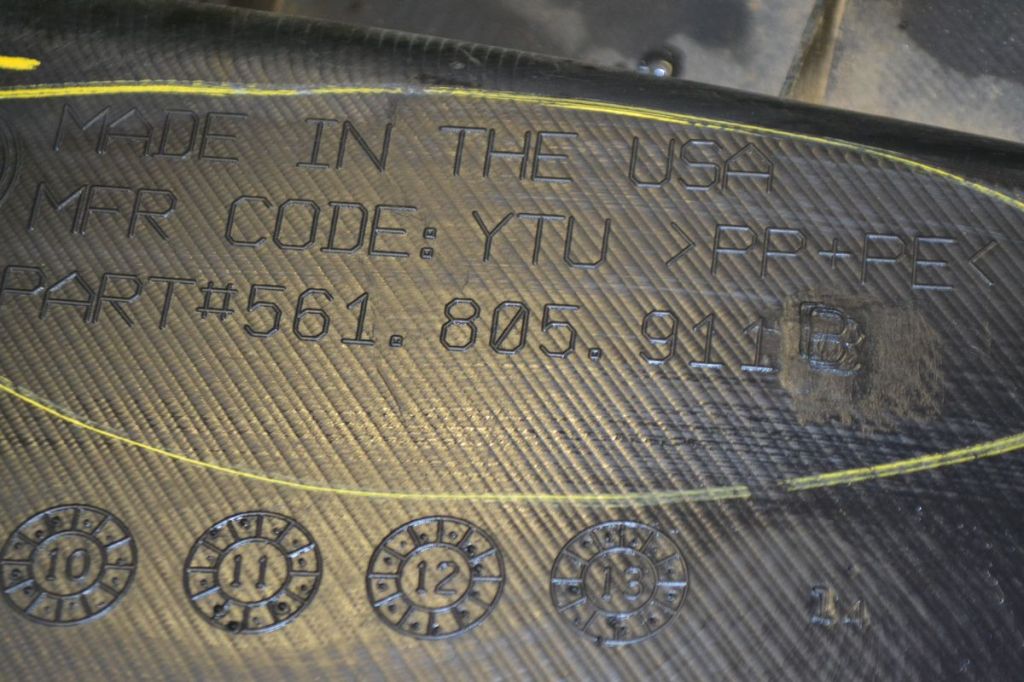 MADE IN THE USA
MFR CODE: YTU >PP+PE<
PART#561.805.911B
10 11 12 13 14